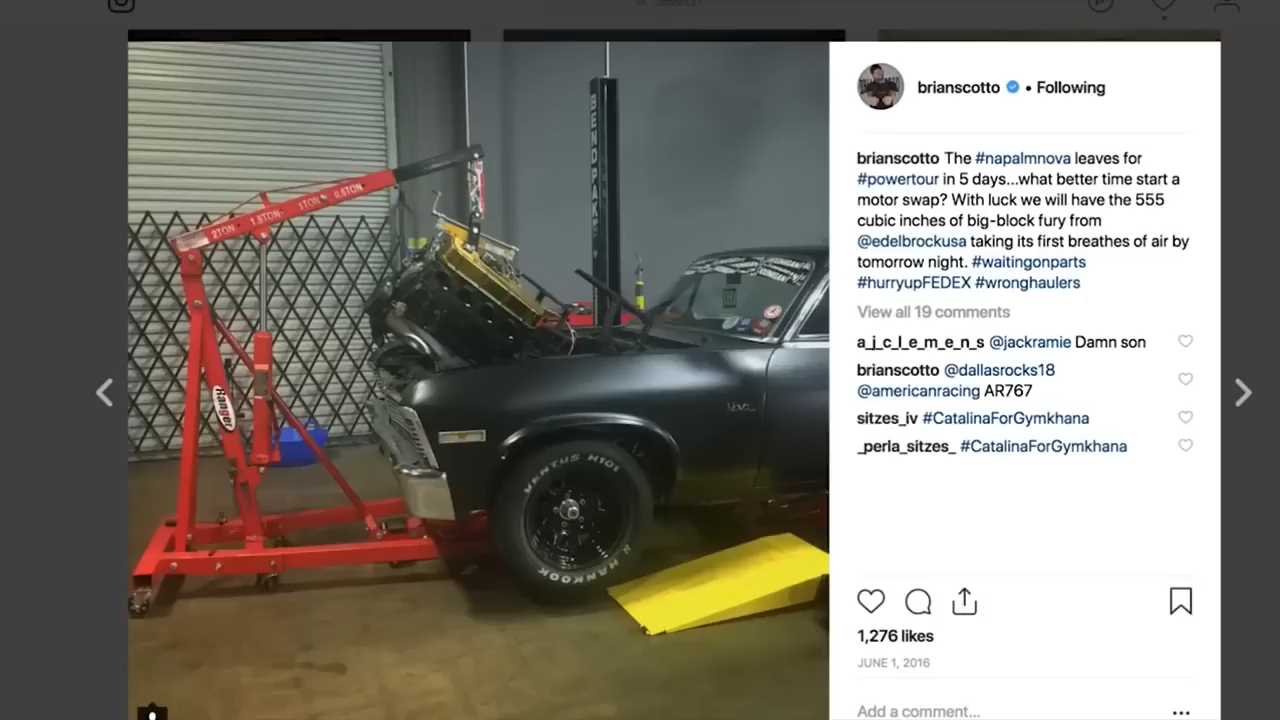 brianscotto • Following
brianscotto The #napalmnova leaves for
#powertour in 5 days...what better time start a
motor swap? With luck we will have the 555
cubic inches of big-block fury from
@edelbrockusa taking its first breathes of air by
tomorrow night. #waitingonparts
#hurryupFEDEX #wronghaulers
View all 19 comments
a_j_c_l_e_m_e_n_s @jackramie Damn son
brianscotto @dallasrocks18
@americanracing AR767
sitzes_iv #CatalinaForGymkhana
_perla_sitzes_ #CatalinaForGymkhana
1,276 likes
JUNE 1, 2016
Add a comment...
BENDPAK
2TON 1.5TON 1TON 0.5TON
Ranger
Nova
VENTUS H101
HANKOOK